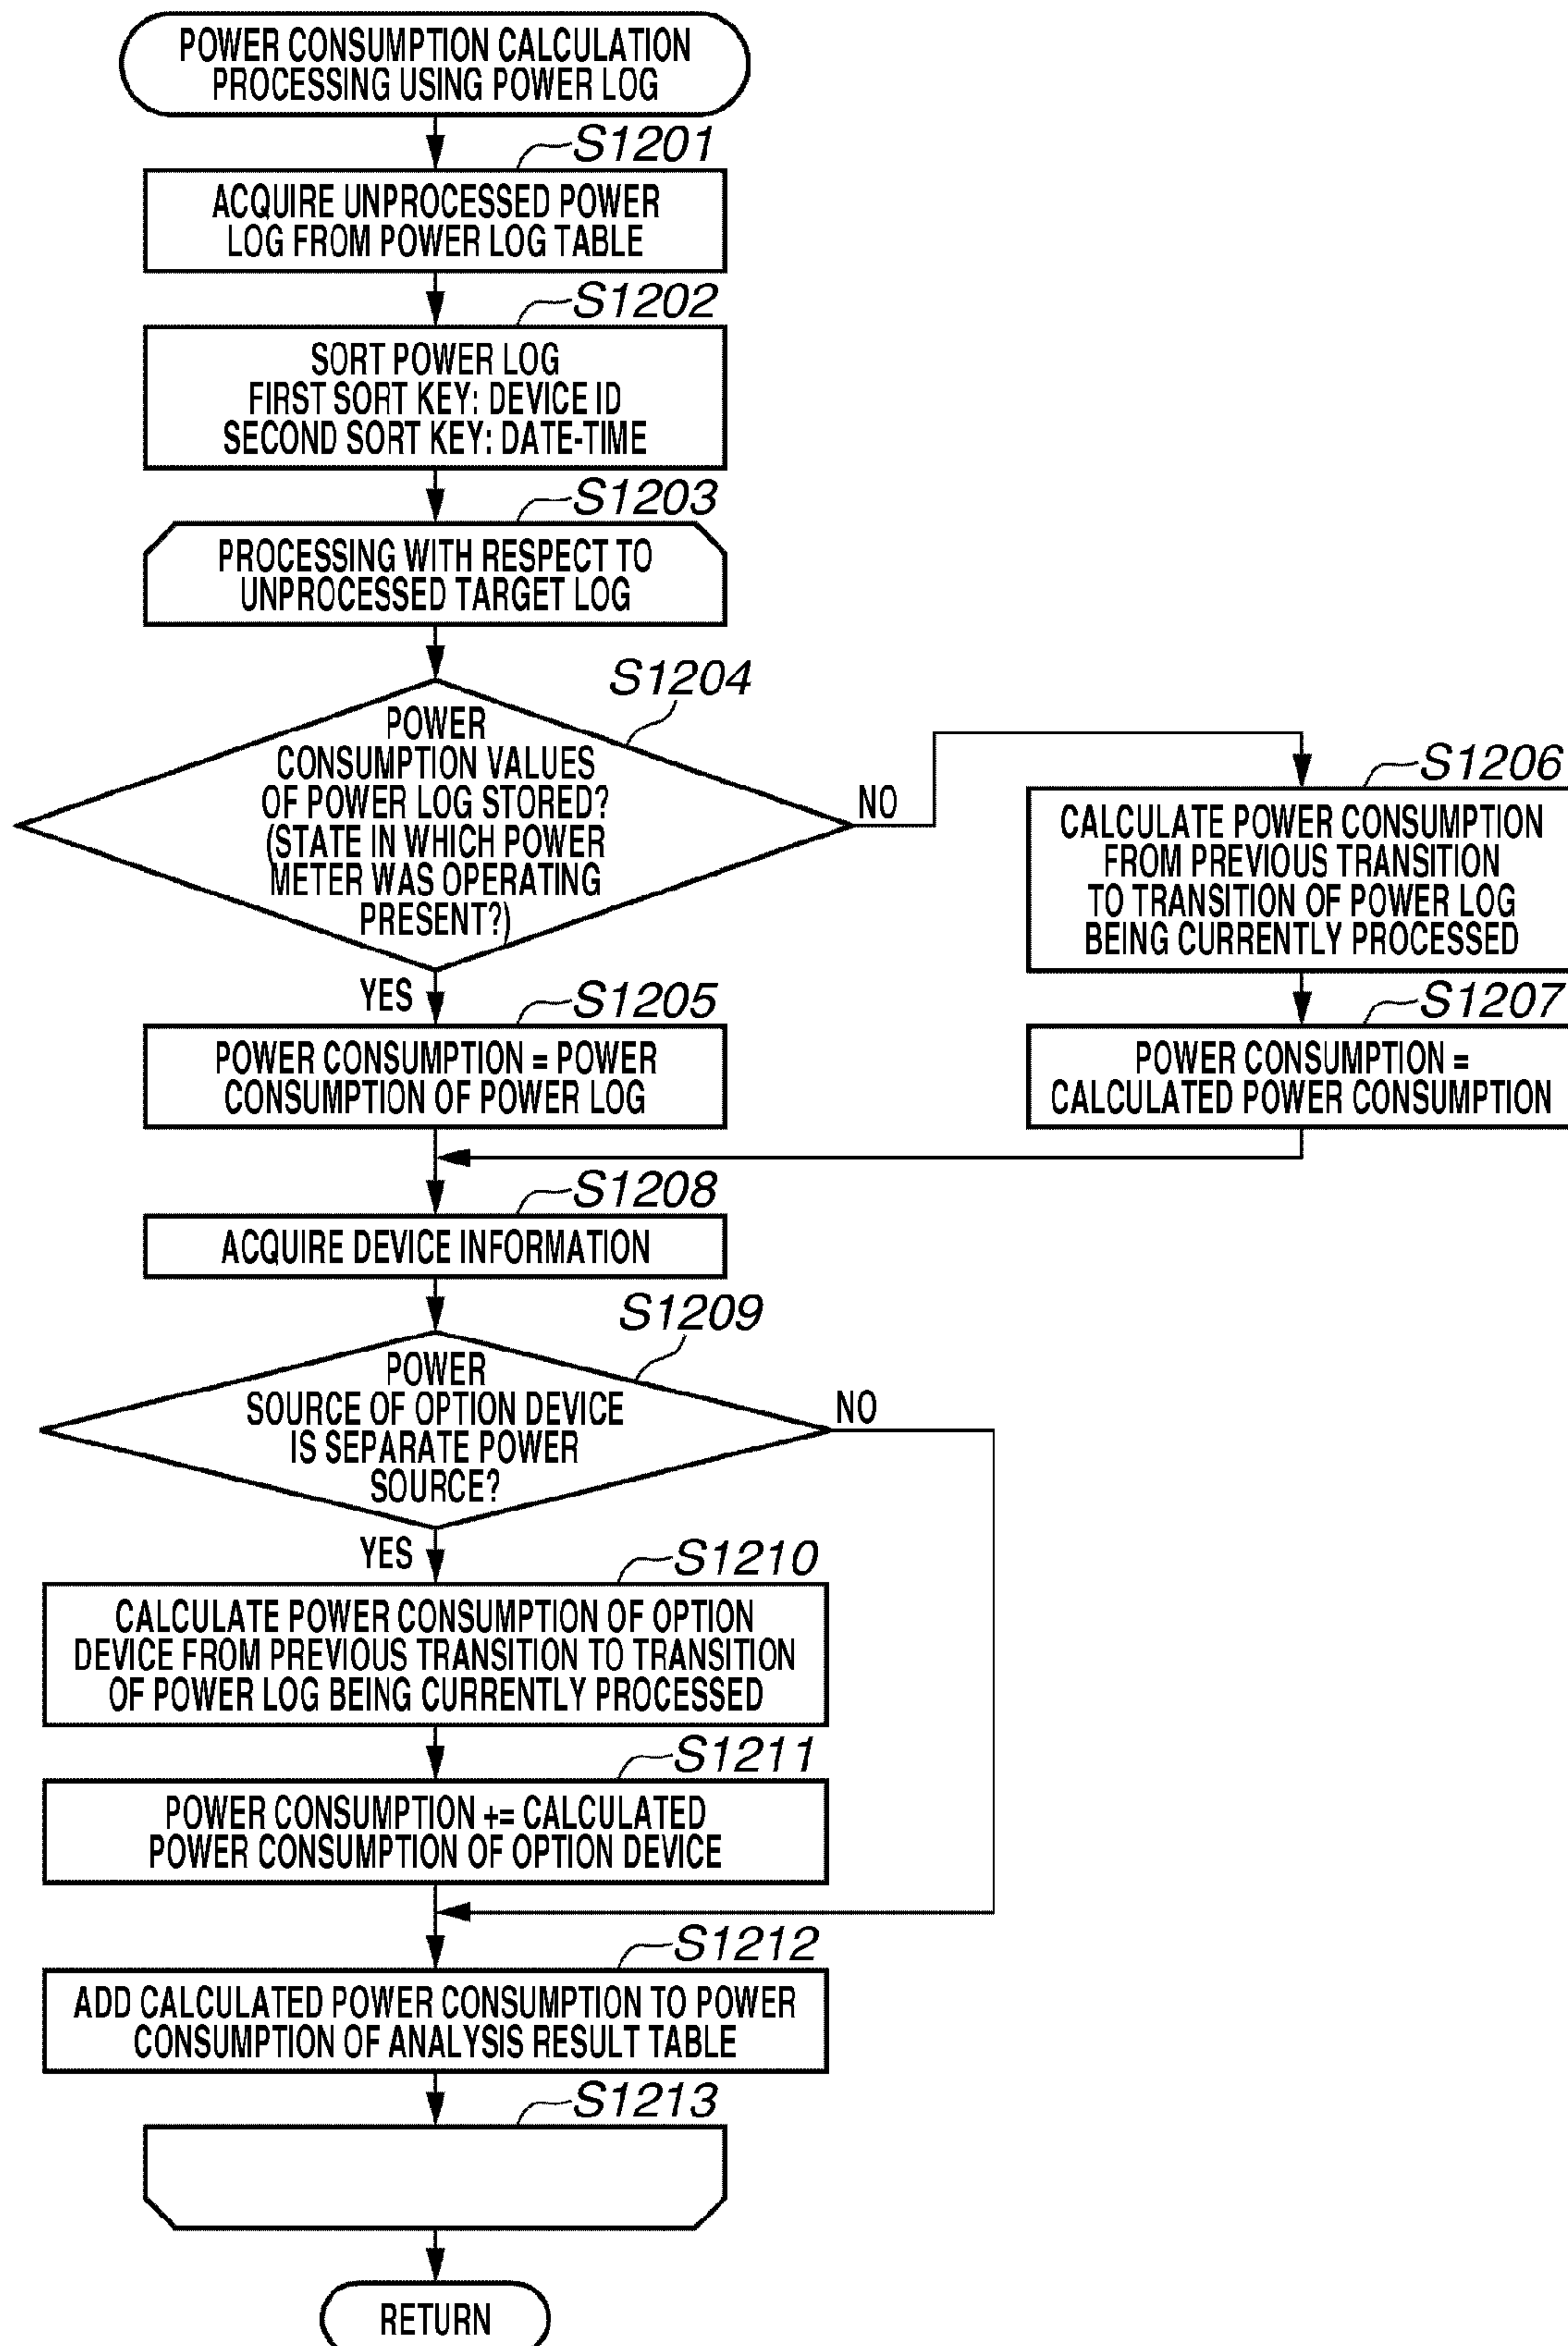 POWER CONSUMPTION CALCULATION
PROCESSING USING POWER LOG
S1201
ACQUIRE UNPROCESSED POWER
LOG FROM POWER LOG TABLE
S1202
SORT POWER LOG
FIRST SORT KEY: DEVICE ID
SECOND SORT KEY: DATE-TIME
S1203
PROCESSING WITH RESPECT TO
UNPROCESSED TARGET LOG
S1204
POWER
CONSUMPTION VALUES
OF POWER LOG STORED?
(STATE IN WHICH POWER
METER WAS OPERATING
PRESENT?)
NO
S1206
CALCULATE POWER CONSUMPTION
FROM PREVIOUS TRANSITION
TO TRANSITION OF POWER LOG
BEING CURRENTLY PROCESSED
YES
S1205
POWER CONSUMPTION = POWER
CONSUMPTION OF POWER LOG
S1207
POWER CONSUMPTION =
CALCULATED POWER CONSUMPTION
S1208
ACQUIRE DEVICE INFORMATION
S1209
POWER
SOURCE OF OPTION DEVICE
IS SEPARATE POWER
SOURCE?
NO
YES
S1210
CALCULATE POWER CONSUMPTION OF OPTION
DEVICE FROM PREVIOUS TRANSITION TO TRANSITION
OF POWER LOG BEING CURRENTLY PROCESSED
S1211
POWER CONSUMPTION += CALCULATED
POWER CONSUMPTION OF OPTION DEVICE
S1212
ADD CALCULATED POWER CONSUMPTION TO POWER
CONSUMPTION OF ANALYSIS RESULT TABLE
S1213
RETURN